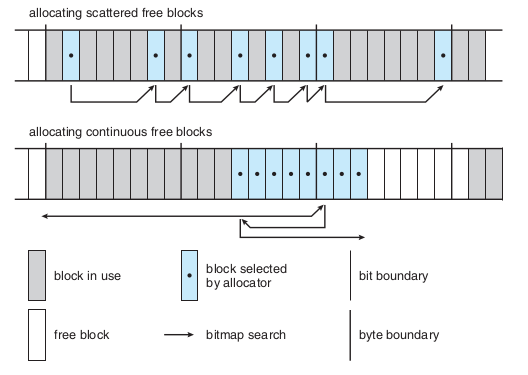 allocating scattered free blocks
allocating continuous free blocks
block in use
block selected
by allocator
bit boundary
free block
bitmap search
byte boundary